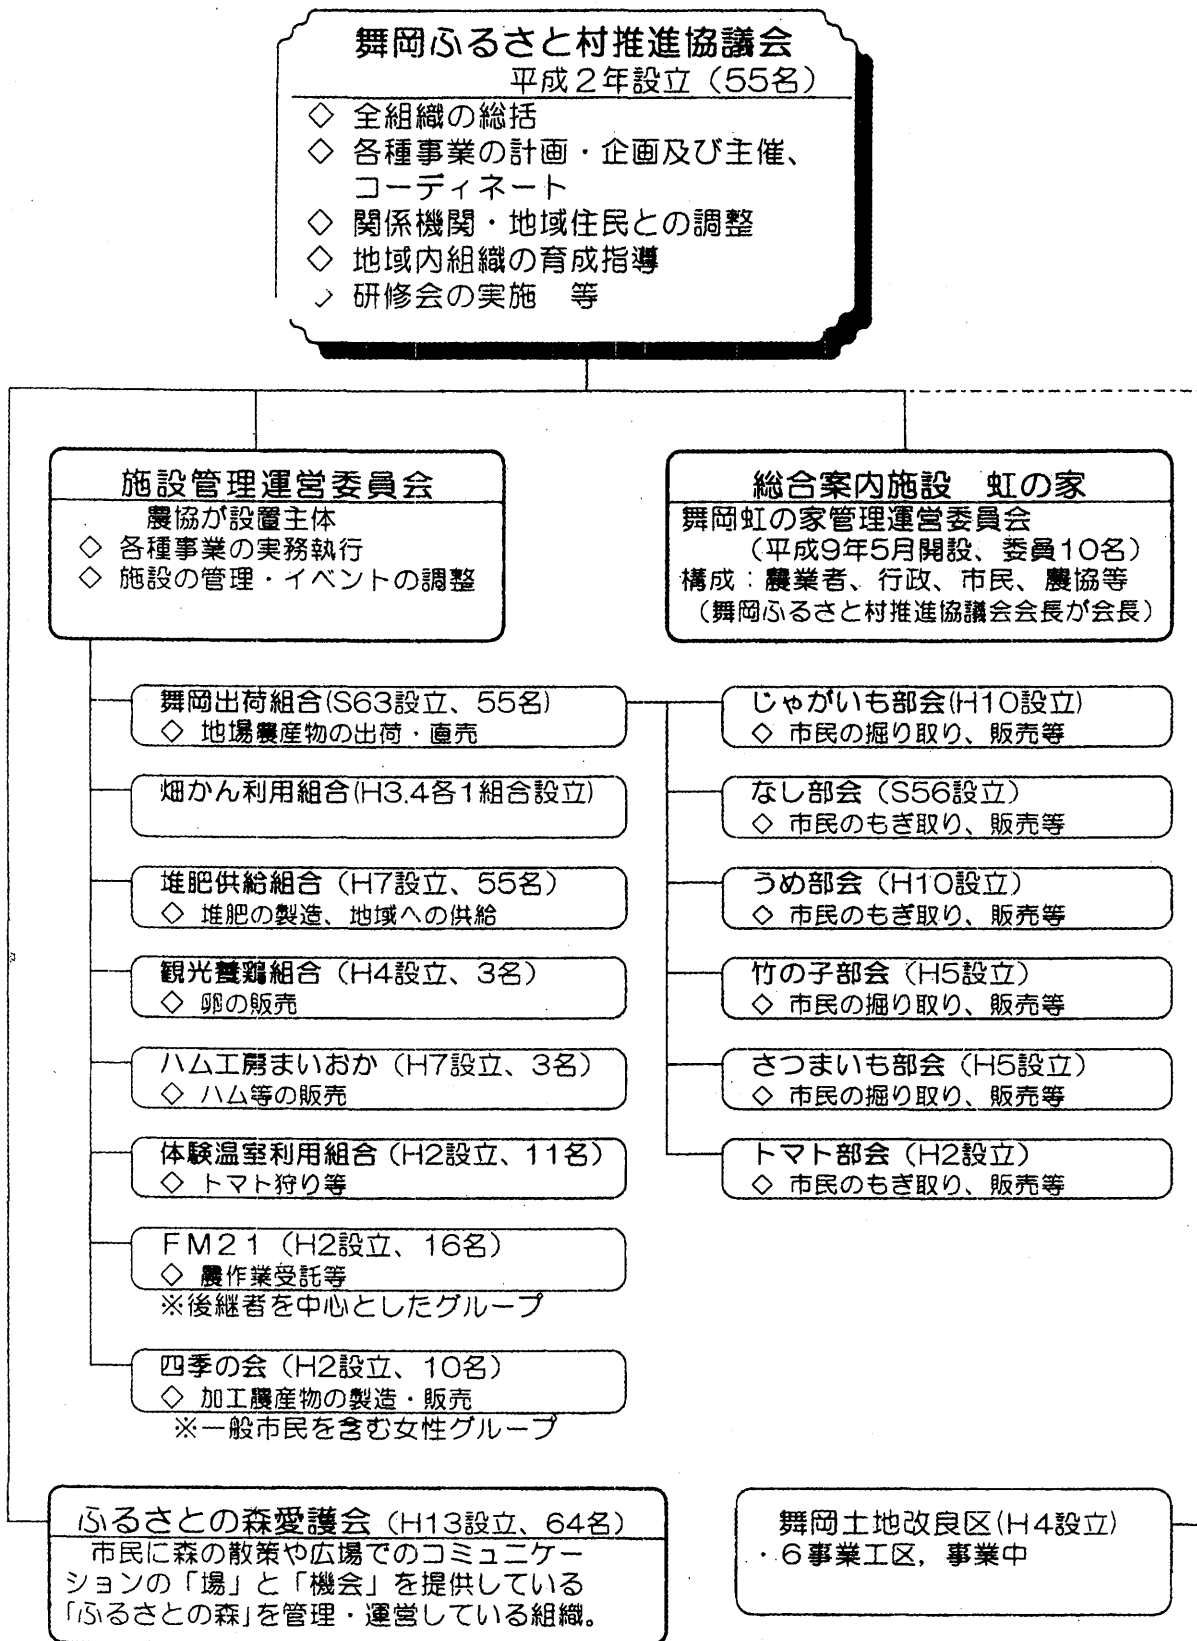 舞岡ふるさと村推進協議会
平成2年設立（55名）
◇ 全組織の総括
◇ 各種事業の計画・企画及び主催、
コーディネート
◇ 関係機関・地域住民との調整
◇ 地域内組織の育成指導
研修会の実施　等
施設管理運営委員会
農協が設置主体
◇ 各種事業の実務執行
◇ 施設の管理・イベントの調整
総合案内施設　虹の家
舞岡虹の家管理運営委員会
（平成9年5月開設、委員10名）
構成：農業者、行政、市民、農協等
（舞岡ふるさと村推進協議会会長が会長）
舞岡出荷組合(S63設立、55名)
◇ 地場農産物の出荷・直売
畑かん利用組合(H3.4各1組合設立)
堆肥供給組合（H7設立、55名）
◇ 堆肥の製造、地域への供給
観光養鶏組合（H4設立、3名）
◇ 卵の販売
ハム工房まいおか（H7設立、3名）
◇ ハム等の販売
体験温室利用組合(H2設立、11名)
◇ トマト狩り等
ＦＭ２１（H2設立、16名）
◇ 農作業受託等
※後継者を中心としたグループ
四季の会（H2設立、10名）
◇ 加工農産物の製造・販売
※一般市民を含む女性グループ
じゃがいも部会(H10設立)
◇ 市民の掘り取り、販売等
なし部会（S56設立）
◇ 市民のもぎ取り、販売等
うめ部会（H10設立）
◇ 市民のもぎ取り、販売等
竹の子部会（H5設立）
◇ 市民の掘り取り、販売等
さつまいも部会（H5設立）
◇ 市民の掘り取り、販売等
トマト部会（H2設立）
◇ 市民のもぎ取り、販売等
ふるさとの森愛護会（H13設立、64名）
市民に森の散策や広場でのコミュニケー
ションの「場」と「機会」を提供している
「ふるさとの森」を管理・運営している組織。
舞岡土地改良区(H4設立)
・6事業工区，事業中